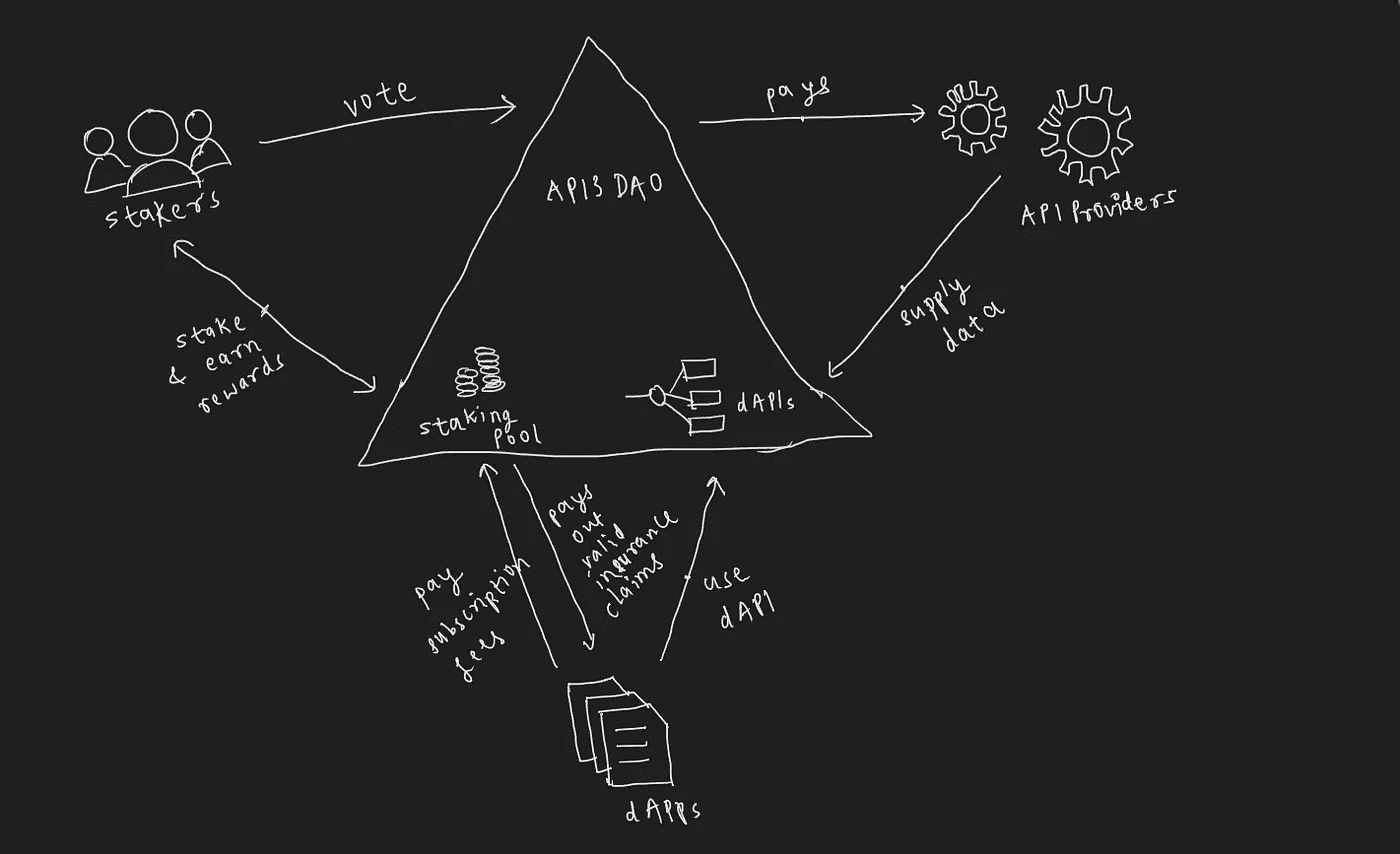 vote
pays
API3 DAO
stakers
API Providers
stake
& earn
rewards
supply
data
staking
pool
dAPIs
pays
out
valid
insurance
claims
pay
subscription
fees
use
dAPI
dApps